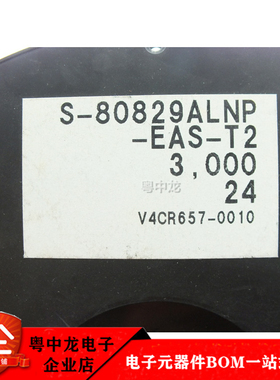 S-80829ALNP
-EAS-T2
3,000
24
V4CR657-0010
粤中龙
粤中龙电子
企业店铺
电子元器件BOM一站